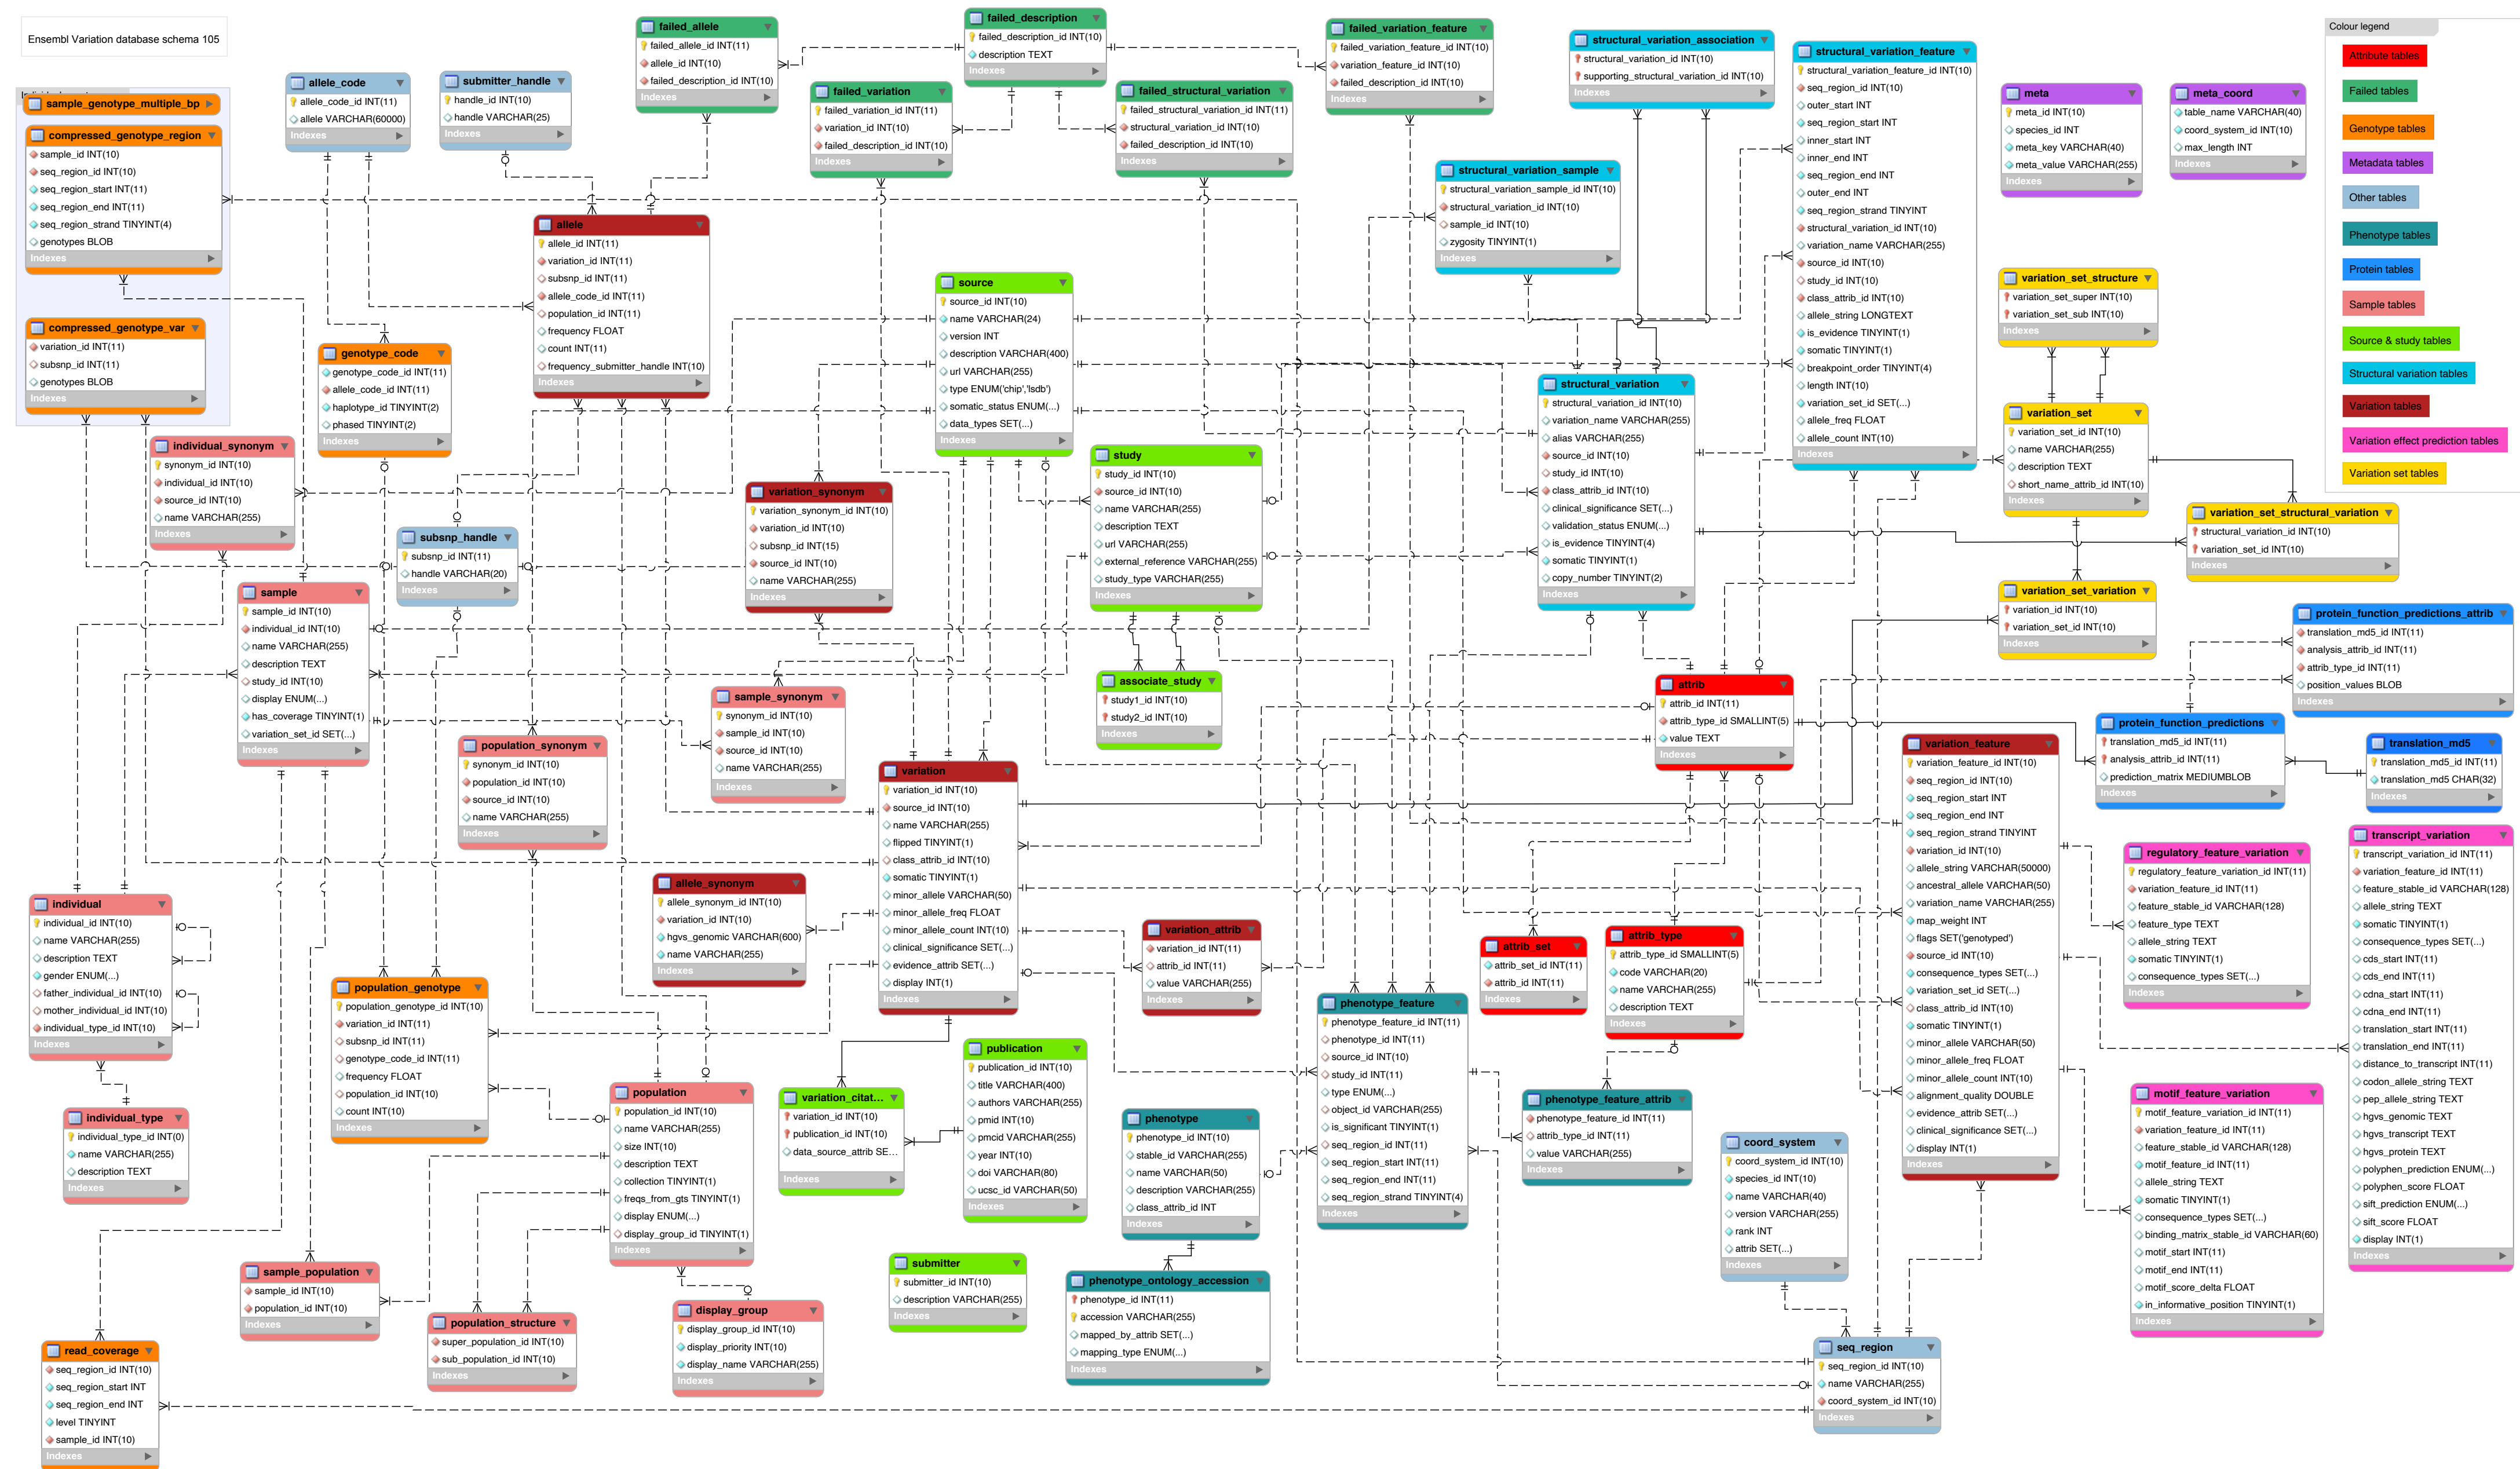 Ensembl Variation database schema 105
Colour legend
Attribute tables
Failed tables
Genotype tables
Metadata tables
Other tables
Phenotype tables
Protein tables
Sample tables
Source & study tables
Structural variation tables
Variation tables
Variation effect prediction tables
Variation set tables
sample_genotype_multiple_bp
compressed_genotype_region
sample_id INT(10)
seq_region_id INT(10)
seq_region_start INT(11)
seq_region_end INT(11)
seq_region_strand TINYINT(4)
genotypes BLOB
Indexes
compressed_genotype_var
variation_id INT(11)
subsnp_id INT(11)
genotypes BLOB
Indexes
allele_code
allele_code_id INT(11)
allele VARCHAR(60000)
Indexes
submitter_handle
handle_id INT(10)
handle VARCHAR(25)
Indexes
failed_allele
failed_allele_id INT(11)
allele_id INT(10)
failed_description_id INT(10)
Indexes
failed_description
failed_description_id INT(10)
description TEXT
Indexes
failed_variation
failed_variation_id INT(11)
variation_id INT(10)
failed_description_id INT(10)
Indexes
failed_structural_variation
failed_structural_variation_id INT(11)
structural_variation_id INT(10)
failed_description_id INT(10)
Indexes
failed_variation_feature
failed_variation_feature_id INT(10)
variation_feature_id INT(10)
failed_description_id INT(10)
Indexes
structural_variation_association
structural_variation_id INT(10)
supporting_structural_variation_id INT(10)
Indexes
structural_variation_feature
structural_variation_feature_id INT(10)
seq_region_id INT(10)
outer_start INT
seq_region_start INT
inner_start INT
inner_end INT
seq_region_end INT
outer_end INT
seq_region_strand TINYINT
structural_variation_id INT(10)
variation_name VARCHAR(255)
source_id INT(10)
study_id INT(10)
class_attrib_id INT(10)
allele_string LONGTEXT
is_evidence TINYINT(1)
somatic TINYINT(1)
breakpoint_order TINYINT(4)
length INT(10)
variation_set_id SET(...)
allele_freq FLOAT
allele_count INT(10)
Indexes
meta
meta_id INT(10)
species_id INT
meta_key VARCHAR(40)
meta_value VARCHAR(255)
Indexes
meta_coord
table_name VARCHAR(40)
coord_system_id INT(10)
max_length INT
Indexes
structural_variation_sample
structural_variation_sample_id INT(10)
structural_variation_id INT(10)
sample_id INT(10)
zygosity TINYINT(1)
Indexes
allele
allele_id INT(11)
variation_id INT(11)
subsnp_id INT(11)
allele_code_id INT(11)
population_id INT(11)
frequency FLOAT
count INT(11)
frequency_submitter_handle INT(10)
Indexes
source
source_id INT(10)
name VARCHAR(24)
version INT
description VARCHAR(400)
url VARCHAR(255)
type ENUM('chip','lsdb')
somatic_status ENUM(...)
data_types SET(...)
Indexes
variation_set_structure
variation_set_super INT(10)
variation_set_sub INT(10)
Indexes
genotype_code
genotype_code_id INT(11)
allele_code_id INT(11)
haplotype_id TINYINT(2)
phased TINYINT(2)
Indexes
structural_variation
structural_variation_id INT(10)
variation_name VARCHAR(255)
alias VARCHAR(255)
source_id INT(10)
study_id INT(10)
class_attrib_id INT(10)
clinical_significance SET(...)
validation_status ENUM(...)
is_evidence TINYINT(4)
somatic TINYINT(1)
copy_number TINYINT(2)
Indexes
variation_set
variation_set_id INT(10)
name VARCHAR(255)
description TEXT
short_name_attrib_id INT(10)
Indexes
individual_synonym
synonym_id INT(10)
individual_id INT(10)
source_id INT(10)
name VARCHAR(255)
Indexes
study
study_id INT(10)
source_id INT(10)
name VARCHAR(255)
description TEXT
url VARCHAR(255)
external_reference VARCHAR(255)
study_type VARCHAR(255)
Indexes
variation_synonym
variation_synonym_id INT(10)
variation_id INT(10)
subsnp_id INT(15)
source_id INT(10)
name VARCHAR(255)
Indexes
variation_set_structural_variation
structural_variation_id INT(10)
variation_set_id INT(10)
Indexes
subsnp_handle
subsnp_id INT(11)
handle VARCHAR(20)
Indexes
sample
sample_id INT(10)
individual_id INT(10)
name VARCHAR(255)
description TEXT
study_id INT(10)
display ENUM(...)
has_coverage TINYINT(1)
variation_set_id SET(...)
Indexes
variation_set_variation
variation_id INT(10)
variation_set_id INT(10)
Indexes
protein_function_predictions_attrib
translation_md5_id INT(11)
analysis_attrib_id INT(11)
attrib_type_id INT(11)
position_values BLOB
Indexes
associate_study
study1_id INT(10)
study2_id INT(10)
Indexes
attrib
attrib_id INT(11)
attrib_type_id SMALLINT(5)
value TEXT
Indexes
sample_synonym
synonym_id INT(10)
sample_id INT(10)
source_id INT(10)
name VARCHAR(255)
Indexes
protein_function_predictions
translation_md5_id INT(11)
analysis_attrib_id INT(11)
prediction_matrix MEDIUMBLOB
Indexes
translation_md5
translation_md5_id INT(11)
translation_md5 CHAR(32)
Indexes
population_synonym
synonym_id INT(10)
population_id INT(10)
source_id INT(10)
name VARCHAR(255)
Indexes
variation
variation_id INT(10)
source_id INT(10)
name VARCHAR(255)
flipped TINYINT(1)
class_attrib_id INT(10)
somatic TINYINT(1)
minor_allele VARCHAR(50)
minor_allele_freq FLOAT
minor_allele_count INT(10)
clinical_significance SET(...)
evidence_attrib SET(...)
display INT(1)
Indexes
variation_feature
variation_feature_id INT(10)
seq_region_id INT(10)
seq_region_start INT
seq_region_end INT
seq_region_strand TINYINT
variation_id INT(10)
allele_string VARCHAR(50000)
ancestral_allele VARCHAR(50)
variation_name VARCHAR(255)
map_weight INT
flags SET('genotyped')
source_id INT(10)
consequence_types SET(...)
variation_set_id SET(...)
class_attrib_id INT(10)
somatic TINYINT(1)
minor_allele VARCHAR(50)
minor_allele_freq FLOAT
minor_allele_count INT(10)
alignment_quality DOUBLE
evidence_attrib SET(...)
clinical_significance SET(...)
display INT(1)
Indexes
regulatory_feature_variation
regulatory_feature_variation_id INT(11)
variation_feature_id INT(11)
feature_stable_id VARCHAR(128)
feature_type TEXT
allele_string TEXT
somatic TINYINT(1)
consequence_types SET(...)
Indexes
transcript_variation
transcript_variation_id INT(11)
variation_feature_id INT(11)
feature_stable_id VARCHAR(128)
allele_string TEXT
somatic TINYINT(1)
consequence_types SET(...)
cds_start INT(11)
cds_end INT(11)
cdna_start INT(11)
cdna_end INT(11)
translation_start INT(11)
translation_end INT(11)
distance_to_transcript INT(11)
codon_allele_string TEXT
pep_allele_string TEXT
hgvs_genomic TEXT
hgvs_transcript TEXT
hgvs_protein TEXT
polyphen_prediction ENUM(...)
polyphen_score FLOAT
sift_prediction ENUM(...)
sift_score FLOAT
display INT(1)
Indexes
allele_synonym
allele_synonym_id INT(10)
variation_id INT(10)
hgvs_genomic VARCHAR(600)
name VARCHAR(255)
Indexes
individual
individual_id INT(10)
name VARCHAR(255)
description TEXT
gender ENUM(...)
father_individual_id INT(10)
mother_individual_id INT(10)
individual_type_id INT(10)
Indexes
variation_attrib
variation_id INT(11)
attrib_id INT(11)
value VARCHAR(255)
Indexes
attrib_set
attrib_set_id INT(11)
attrib_id INT(11)
Indexes
attrib_type
attrib_type_id SMALLINT(5)
code VARCHAR(20)
name VARCHAR(255)
description TEXT
Indexes
population_genotype
population_genotype_id INT(10)
variation_id INT(11)
subsnp_id INT(11)
genotype_code_id INT(11)
frequency FLOAT
population_id INT(10)
count INT(10)
Indexes
phenotype_feature
phenotype_feature_id INT(11)
phenotype_id INT(11)
source_id INT(10)
study_id INT(11)
type ENUM(...)
object_id VARCHAR(255)
is_significant TINYINT(1)
seq_region_id INT(11)
seq_region_start INT(11)
seq_region_end INT(11)
seq_region_strand TINYINT(4)
Indexes
publication
publication_id INT(10)
title VARCHAR(400)
authors VARCHAR(255)
pmid INT(10)
pmcid VARCHAR(255)
year INT(10)
doi VARCHAR(80)
ucsc_id VARCHAR(50)
Indexes
population
population_id INT(10)
name VARCHAR(255)
size INT(10)
description TEXT
collection TINYINT(1)
freqs_from_gts TINYINT(1)
display ENUM(...)
display_group_id TINYINT(1)
Indexes
variation_citat...
variation_id INT(10)
publication_id INT(10)
data_source_attrib SE...
Indexes
phenotype_feature_attrib
phenotype_feature_id INT(11)
attrib_type_id INT(11)
value VARCHAR(255)
Indexes
motif_feature_variation
motif_feature_variation_id INT(11)
variation_feature_id INT(11)
feature_stable_id VARCHAR(128)
motif_feature_id INT(11)
allele_string TEXT
somatic TINYINT(1)
consequence_types SET(...)
binding_matrix_stable_id VARCHAR(60)
motif_start INT(11)
motif_end INT(11)
motif_score_delta FLOAT
in_informative_position TINYINT(1)
Indexes
individual_type
individual_type_id INT(0)
name VARCHAR(255)
description TEXT
Indexes
phenotype
phenotype_id INT(10)
stable_id VARCHAR(255)
name VARCHAR(50)
description VARCHAR(255)
class_attrib_id INT
Indexes
coord_system
coord_system_id INT(10)
species_id INT(10)
name VARCHAR(40)
version VARCHAR(255)
rank INT
attrib SET(...)
Indexes
submitter
submitter_id INT(10)
description VARCHAR(255)
Indexes
sample_population
sample_id INT(10)
population_id INT(10)
Indexes
phenotype_ontology_accession
phenotype_id INT(11)
accession VARCHAR(255)
mapped_by_attrib SET(...)
mapping_type ENUM(...)
Indexes
display_group
display_group_id INT(10)
display_priority INT(10)
display_name VARCHAR(255)
Indexes
population_structure
super_population_id INT(10)
sub_population_id INT(10)
Indexes
read_coverage
seq_region_id INT(10)
seq_region_start INT
seq_region_end INT
level TINYINT
sample_id INT(10)
Indexes
seq_region
seq_region_id INT(10)
name VARCHAR(255)
coord_system_id INT(10)
Indexes